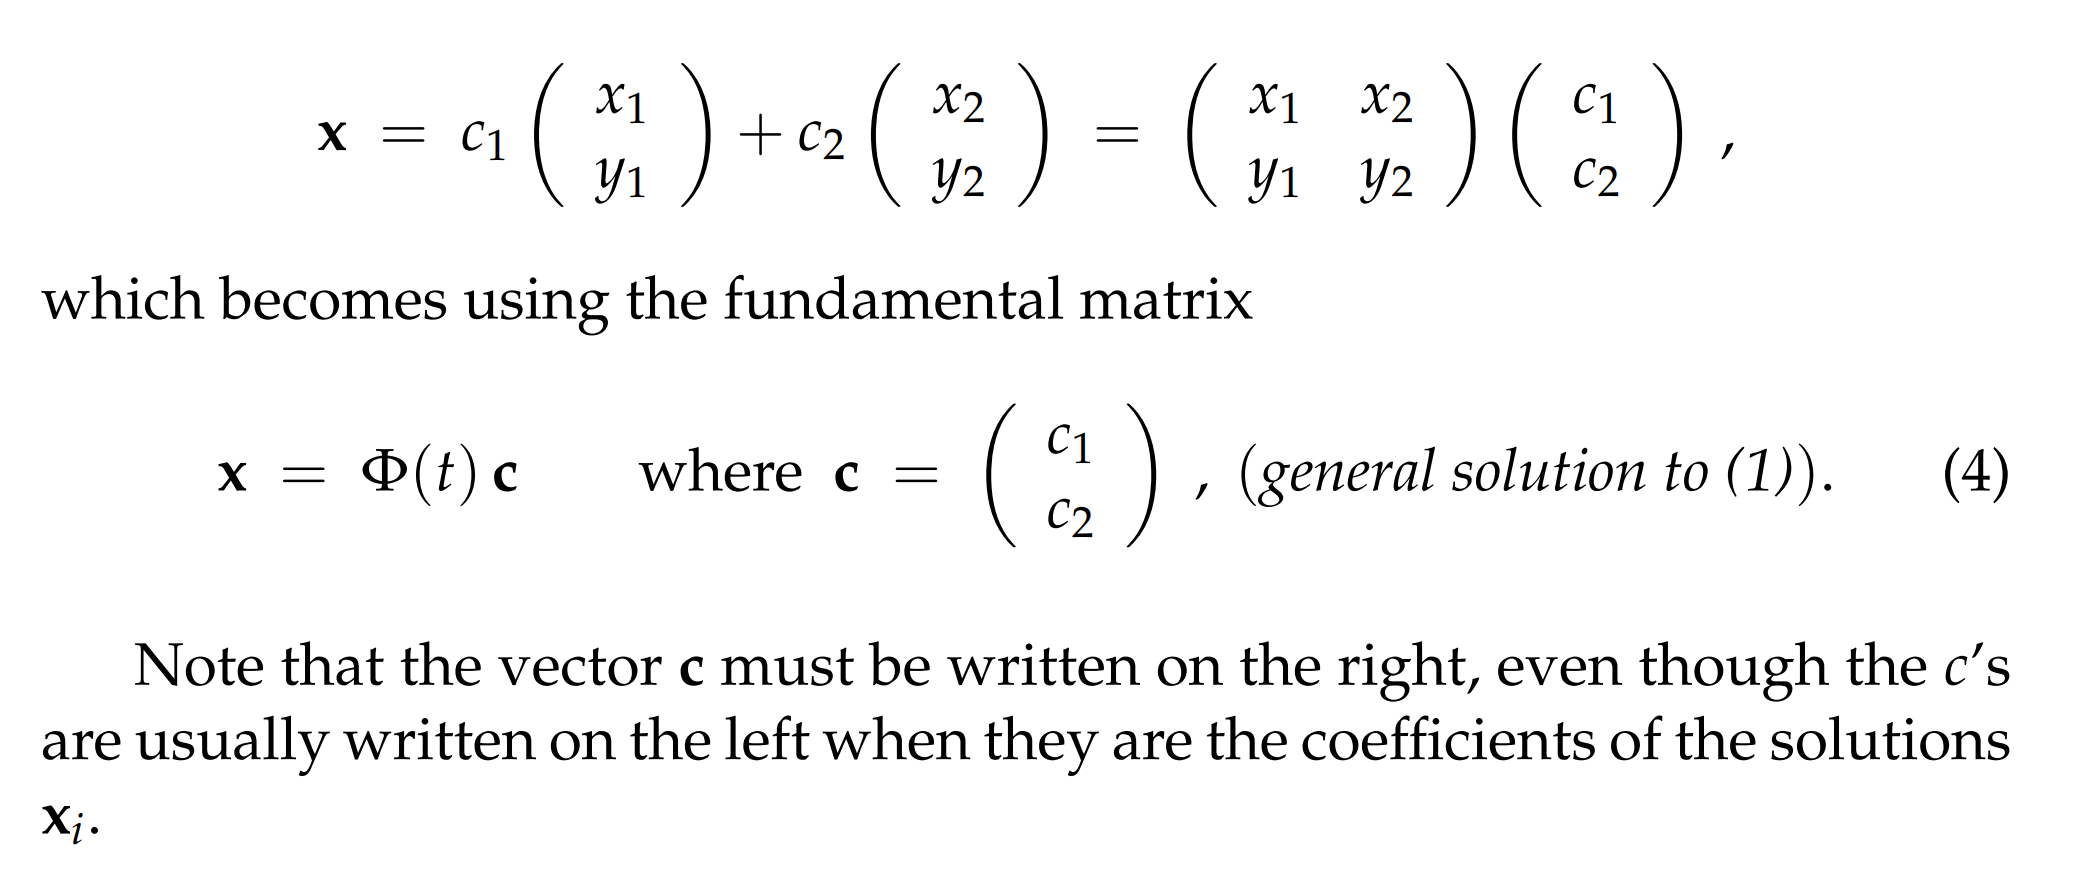 x = c₁ ( x₁ y₁ ) + c₂ ( x₂ y₂ ) = ( x₁ x₂ y₁ y₂ ) ( c₁ c₂ ) ,
which becomes using the fundamental matrix
x = Φ(t) c where c = ( c₁ c₂ ) , (general solution to (1)). (4)
Note that the vector c must be written on the right, even though the c’s
are usually written on the left when they are the coefficients of the solutions
xᵢ.